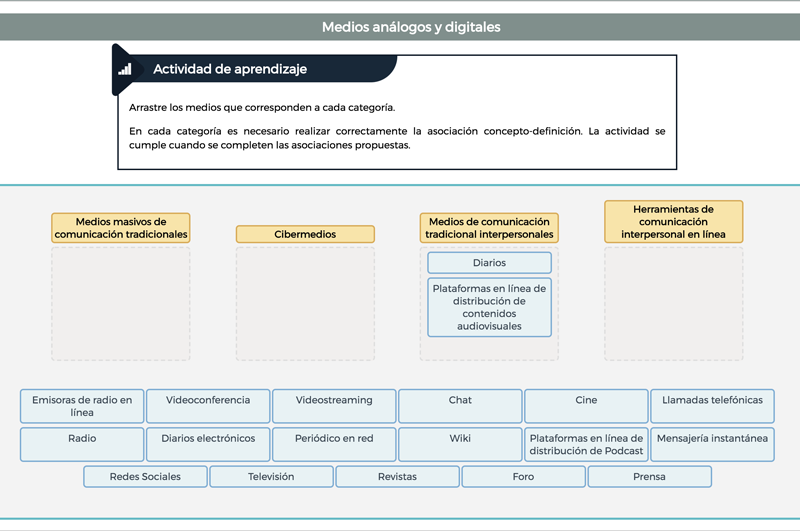 Medios análogos y digitales
Actividad de aprendizaje
Arrastre los medios que corresponden a cada categoría.
En cada categoría es necesario realizar correctamente la asociación concepto-definición. La actividad se
cumple cuando se completen las asociaciones propuestas.
Medios masivos de
comunicación tradicionales
Cibermedios
Medios de comunicación
tradicional interpersonales
Herramientas de
comunicación
interpersonal en línea
Diarios
Plataformas en línea de
distribución de
contenidos
audiovisuales
Emisoras de radio en
línea
Videoconferencia
Videostreaming
Chat
Cine
Llamadas telefónicas
Radio
Diarios electrónicos
Periódico en red
Wiki
Plataformas en línea de
distribución de Podcast
Mensajería instantánea
Redes Sociales
Televisión
Revistas
Foro
Prensa